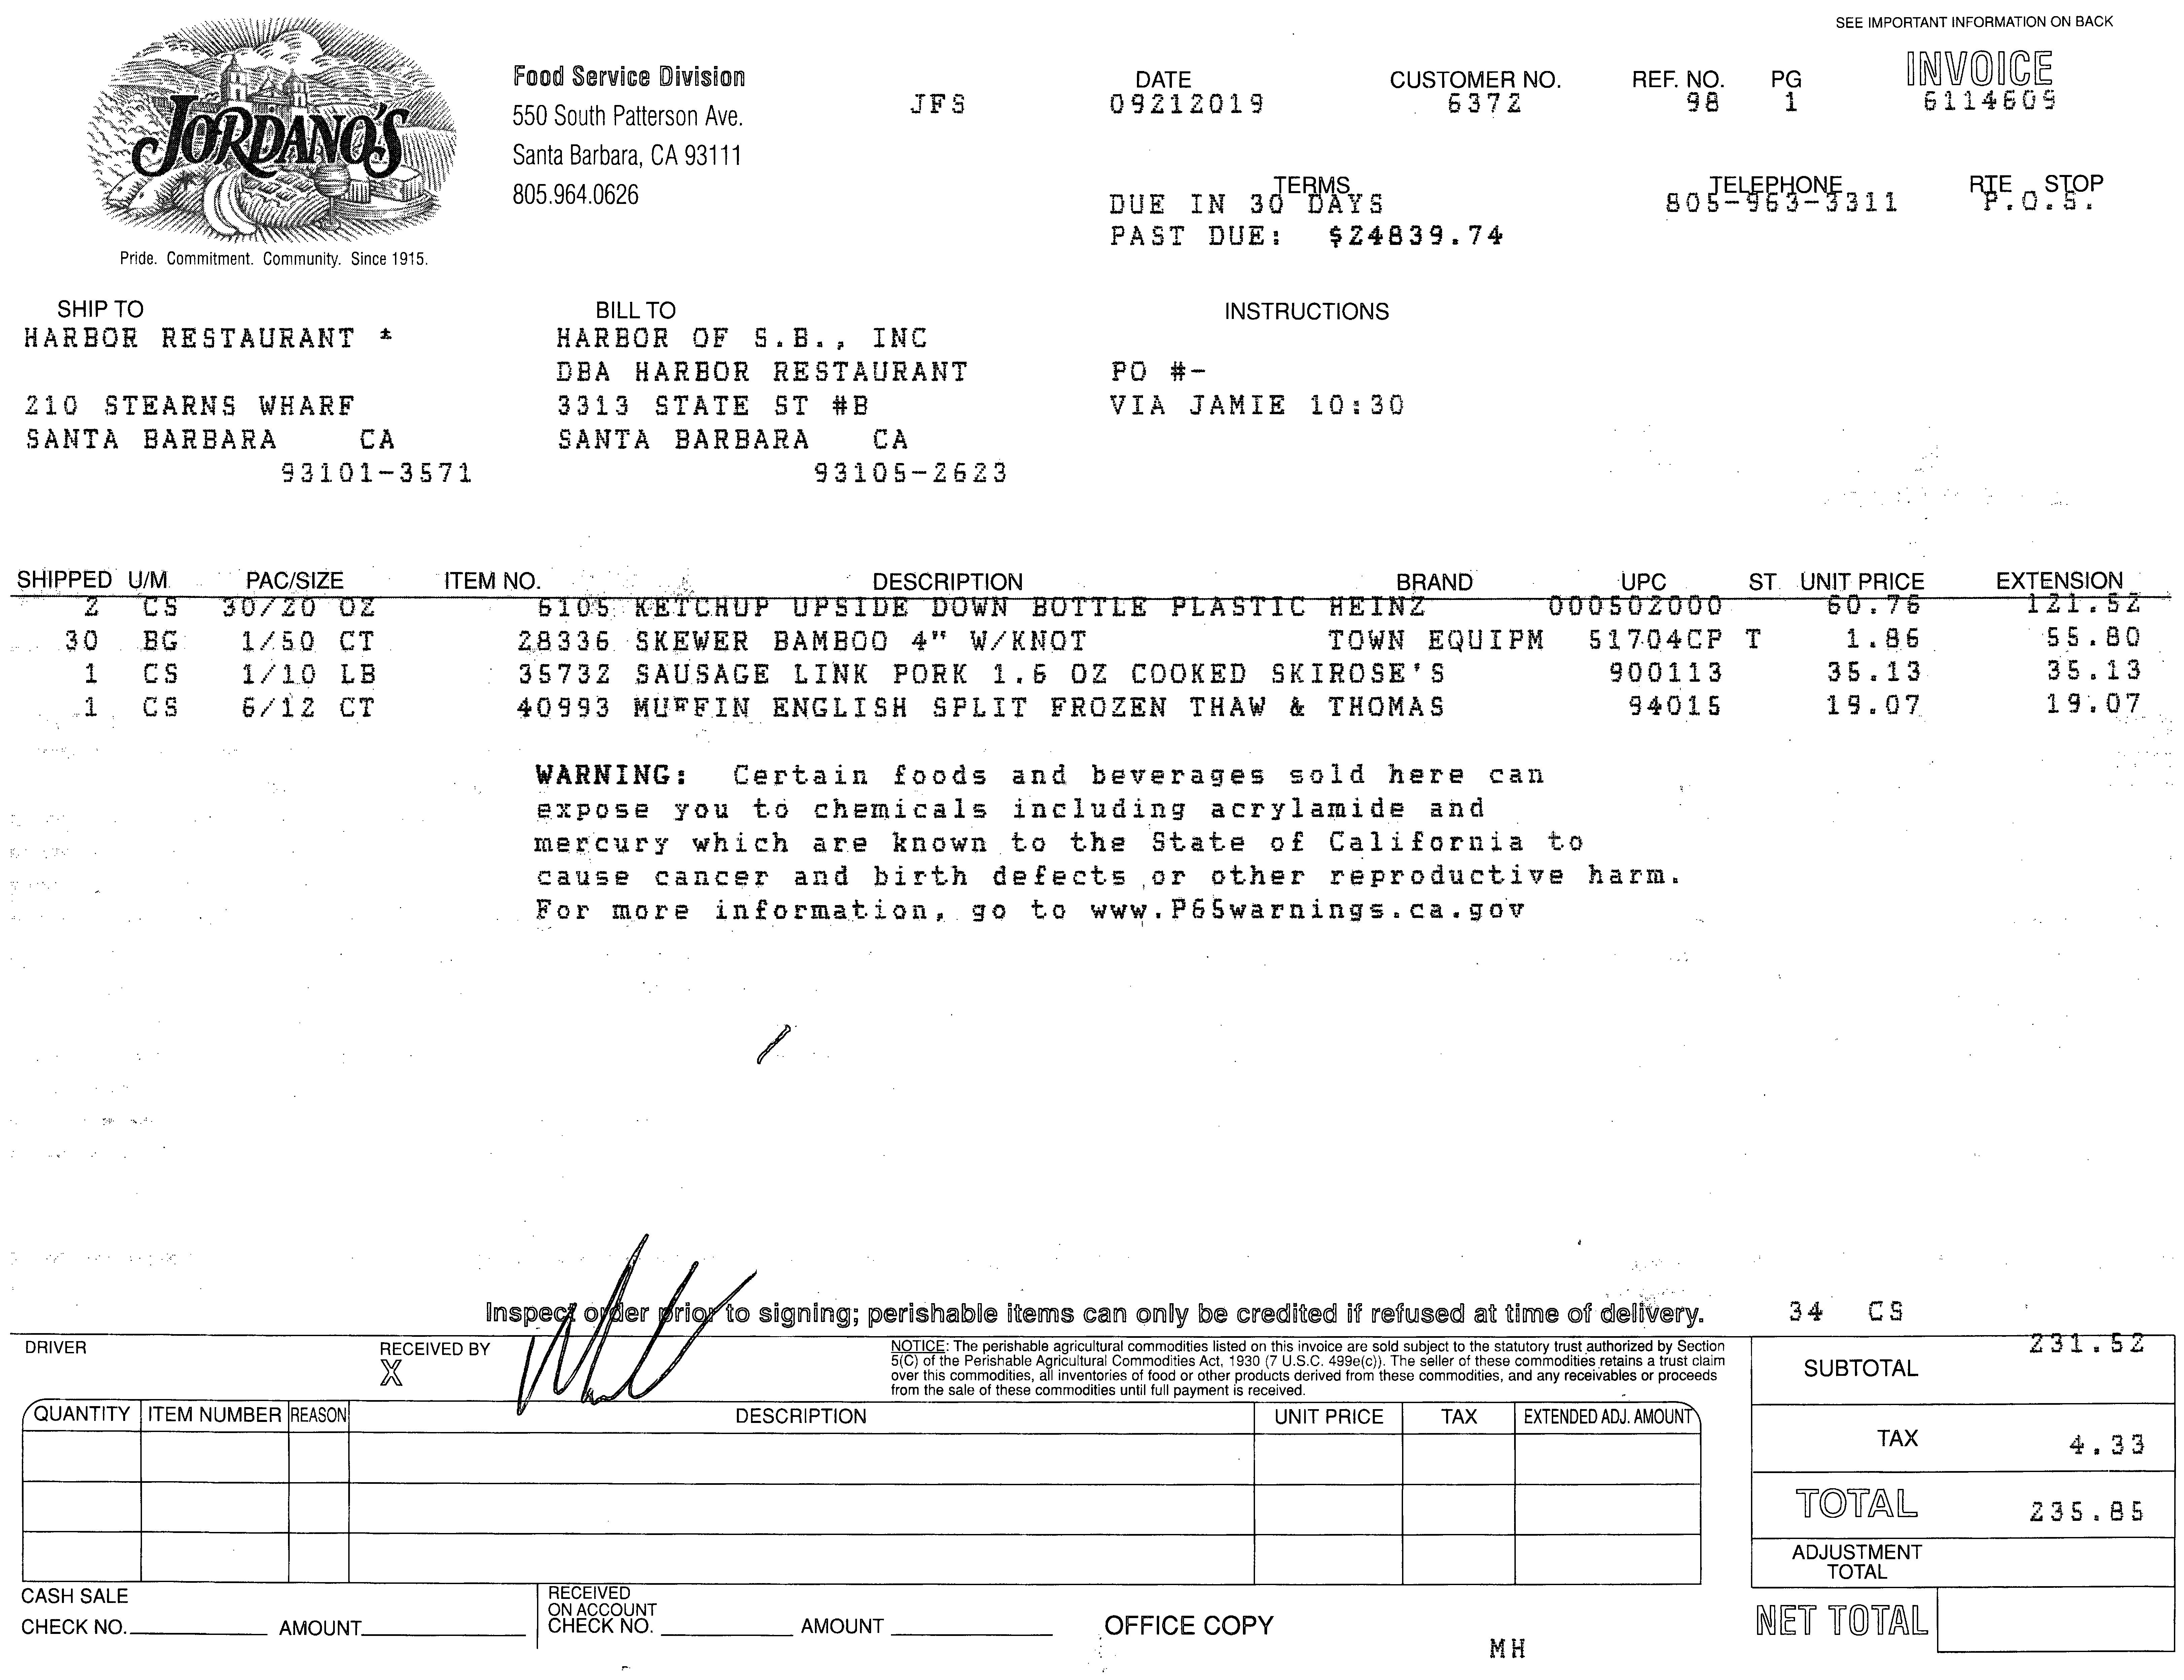 SEE IMPORTANT INFORMATION ON BACK
JORDANO'S
Pride. Commitment. Community. Since 1915.
Food Service Division
550 South Patterson Ave.
Santa Barbara, CA 93111
805.964.0626
JFS
DATE CUSTOMER NO. REF. NO. PG INVOICE
09212019 6372 98 1 6114609
TERMS TELEPHONE RTE STOP
DUE IN 30 DAYS 805-963-3311 P.O.S.
PAST DUE: $24839.74
SHIP TO BILL TO INSTRUCTIONS
HARBOR RESTAURANT * HARBOR OF S.B., INC
DBA HARBOR RESTAURANT PO #-
210 STEARNS WHARF 3313 STATE ST #B VIA JAMIE 10:30
SANTA BARBARA CA SANTA BARBARA CA
93101-3571 93105-2623
SHIPPED U/M PAC/SIZE ITEM NO. DESCRIPTION BRAND UPC ST UNIT PRICE EXTENSION
2 CS 30/20 OZ 6105 KETCHUP UPSIDE DOWN BOTTLE PLASTIC HEINZ 000502000 60.76 121.52
30 BG 1/50 CT 28336 SKEWER BAMBOO 4" W/KNOT TOWN EQUIPM 51704CP T 1.86 55.80
1 CS 1/10 LB 35732 SAUSAGE LINK PORK 1.6 OZ COOKED SKIROSE'S 900113 35.13 35.13
1 CS 6/12 CT 40993 MUFFIN ENGLISH SPLIT FROZEN THAW & THOMAS 94015 19.07 19.07
WARNING: Certain foods and beverages sold here can
expose you to chemicals including acrylamide and
mercury which are known to the State of California to
cause cancer and birth defects or other reproductive harm.
For more information, go to www.P65warnings.ca.gov
Inspect order prior to signing; perishable items can only be credited if refused at time of delivery. 34 CS
DRIVER RECEIVED BY
X
NOTICE: The perishable agricultural commodities listed on this invoice are sold subject to the statutory trust authorized by Section
5(C) of the Perishable Agricultural Commodities Act, 1930 (7 U.S.C. 499e(c)). The seller of these commodities retains a trust claim
over this commodities, all inventories of food or other products derived from these commodities, and any receivables or proceeds
from the sale of these commodities until full payment is received.
SUBTOTAL 231.52
QUANTITY ITEM NUMBER REASON DESCRIPTION UNIT PRICE TAX EXTENDED ADJ. AMOUNT
TAX 4.33
TOTAL 235.85
ADJUSTMENT
TOTAL
NET TOTAL
CASH SALE
CHECK NO. AMOUNT
RECEIVED
ON ACCOUNT
CHECK NO. AMOUNT
OFFICE COPY
MH